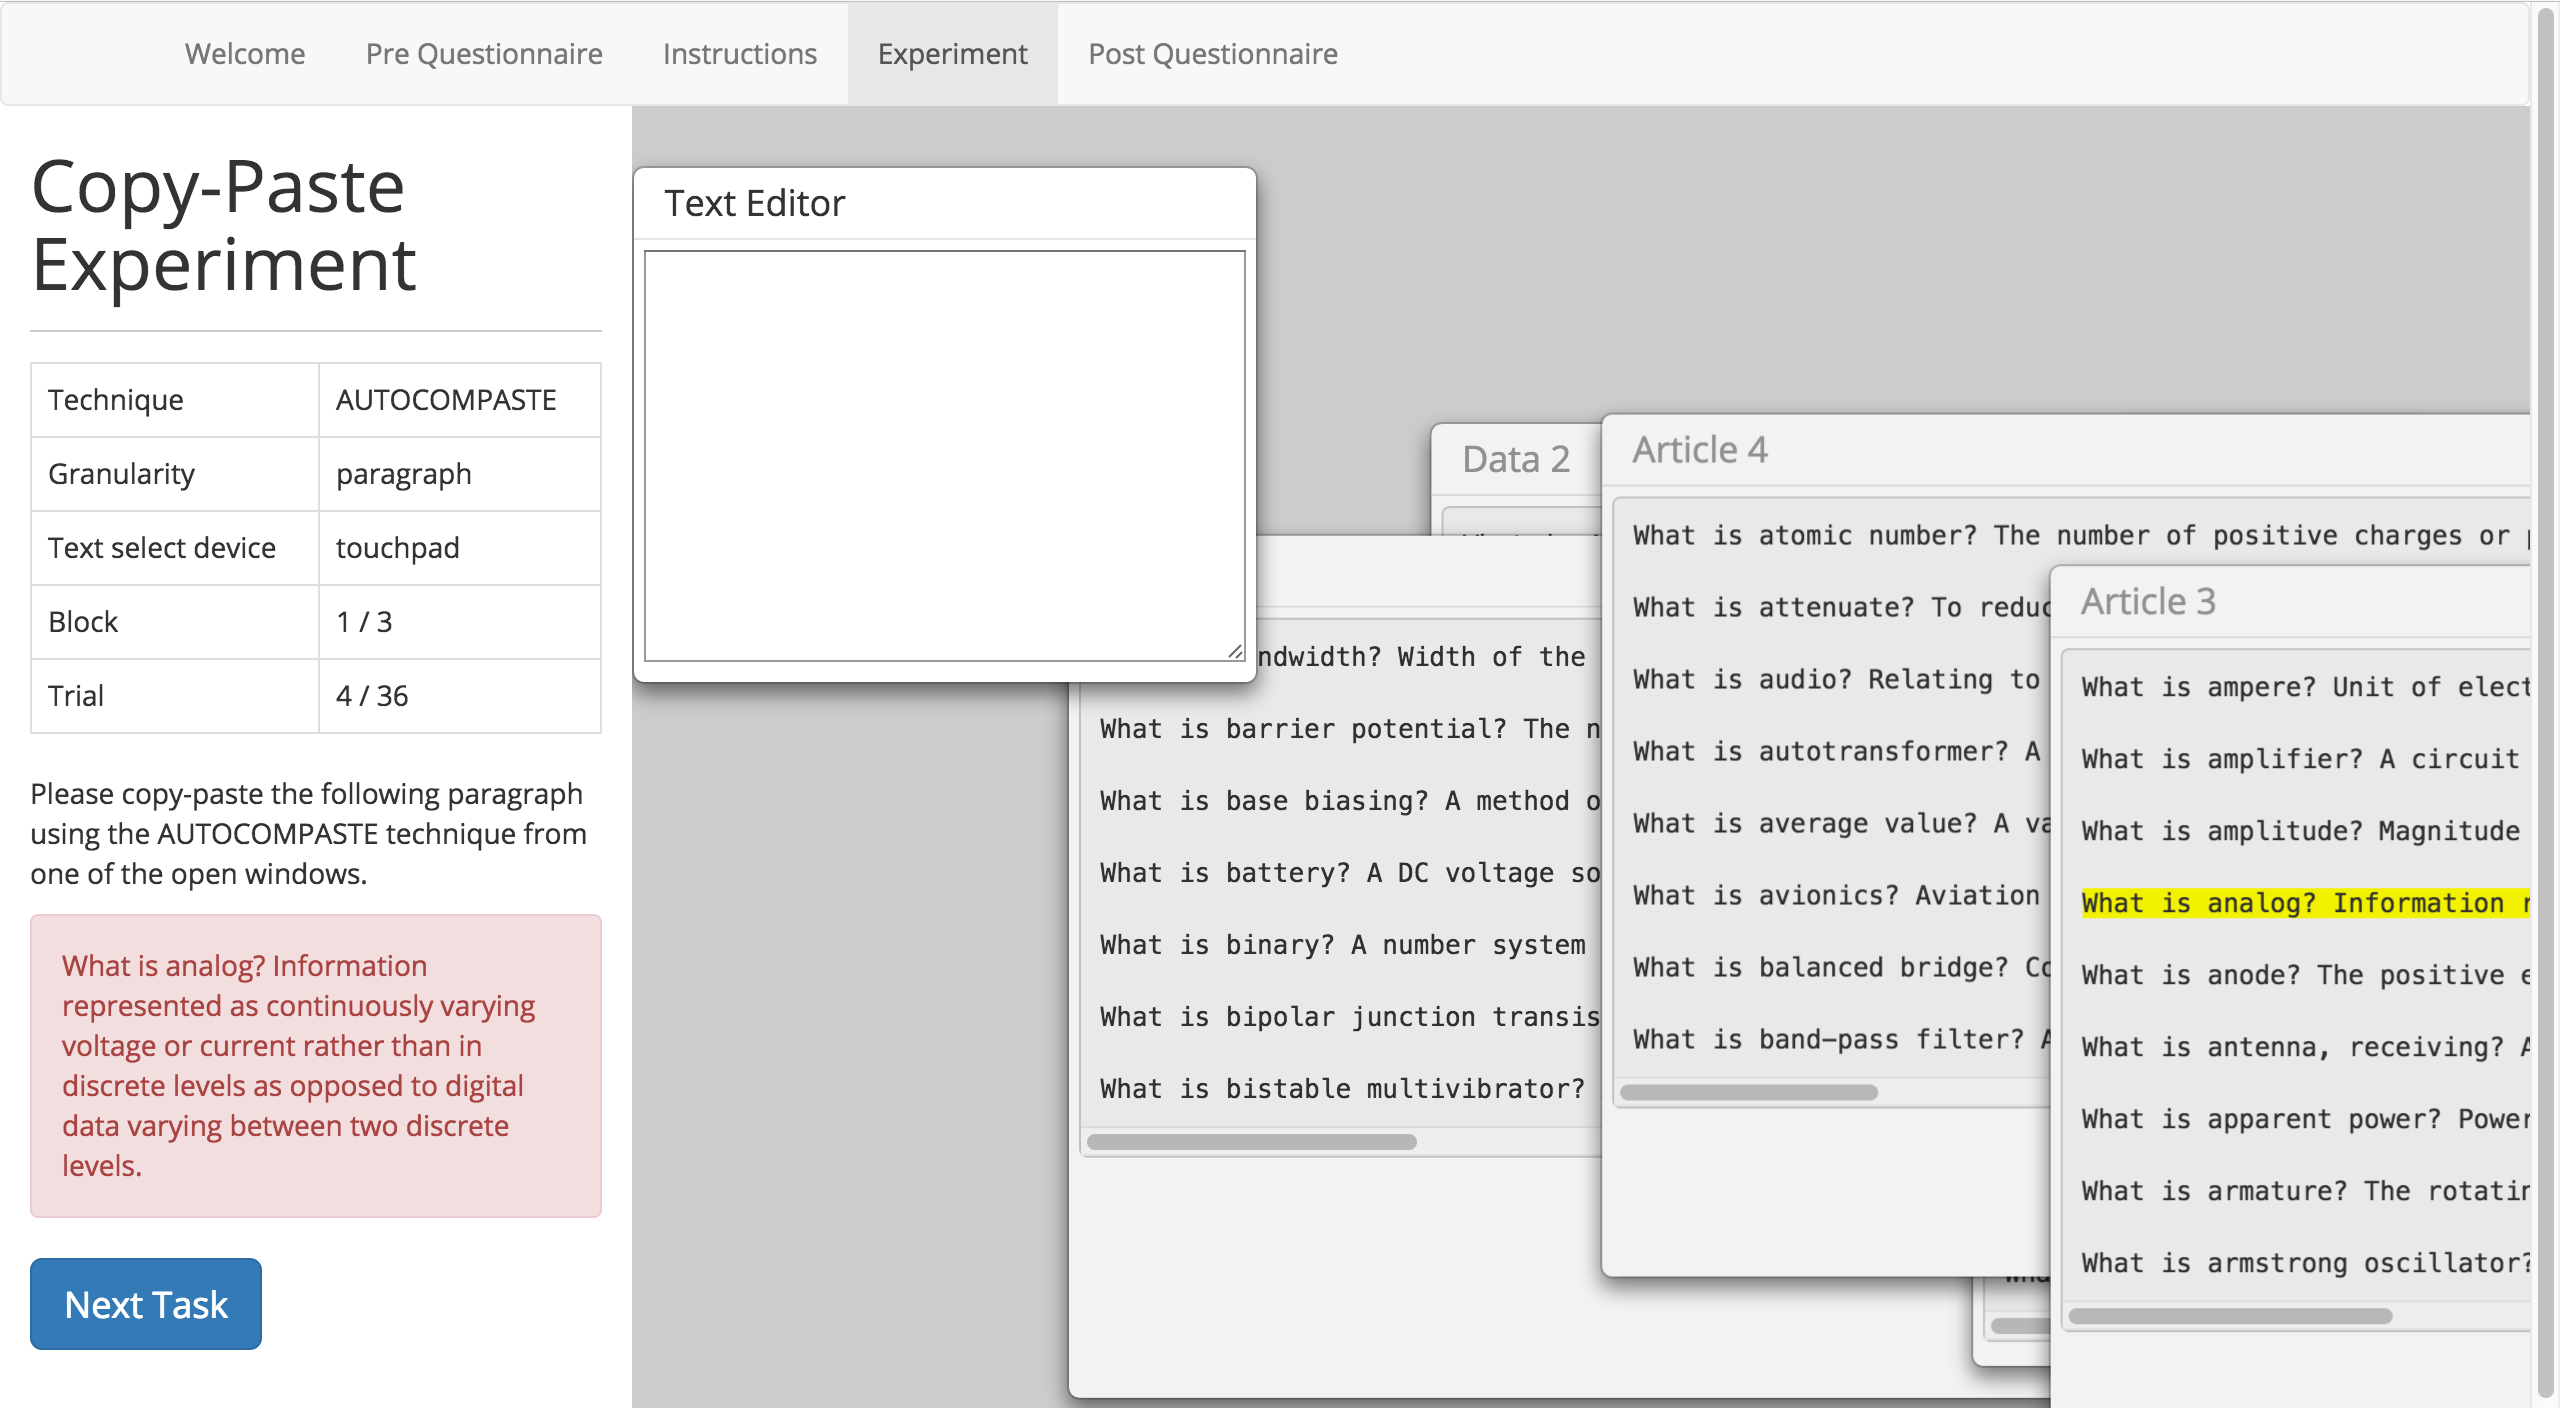 Welcome
Pre Questionnaire
Instructions
Experiment
Post Questionnaire
Copy-Paste
Experiment
Technique AUTOCOMPASTE
Granularity paragraph
Text select device touchpad
Block 1 / 3
Trial 4 / 36
Please copy-paste the following paragraph
using the AUTOCOMPASTE technique from
one of the open windows.
What is analog? Information
represented as continuously varying
voltage or current rather than in
discrete levels as opposed to digital
data varying between two discrete
levels.
Next Task
Text Editor
Data 2
ndwidth? Width of the
What is barrier potential? The n
What is base biasing? A method o
What is battery? A DC voltage so
What is binary? A number system
What is bipolar junction transis
What is bistable multivibrator?
Article 4
What is atomic number? The number of positive charges or
What is attenuate? To reduc
What is audio? Relating to
What is autotransformer? A
What is average value? A va
What is avionics? Aviation
What is balanced bridge? Co
What is band-pass filter? A
Article 3
What is ampere? Unit of elect
What is amplifier? A circuit
What is amplitude? Magnitude
What is analog? Information r
What is anode? The positive e
What is antenna, receiving? A
What is apparent power? Power
What is armature? The rotatin
What is armstrong oscillator?